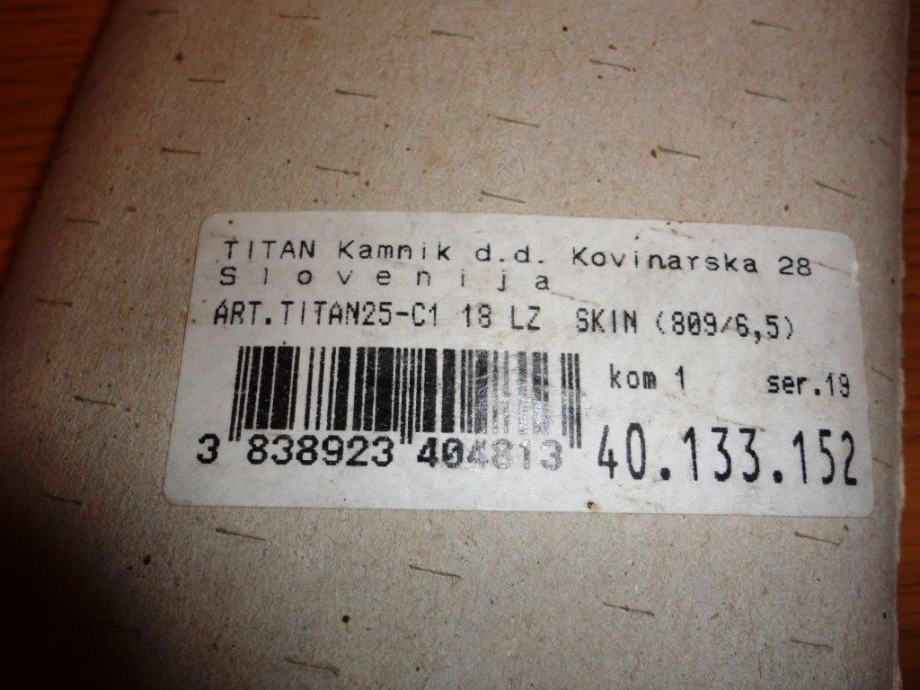 TITAN Kamnik d.d. Kovinarska 28
Slovenija
ART.TITAN25-C1 18 LZ SKIN (809/6,5)
kom 1 ser.19
3 838923 404813
40.133.152